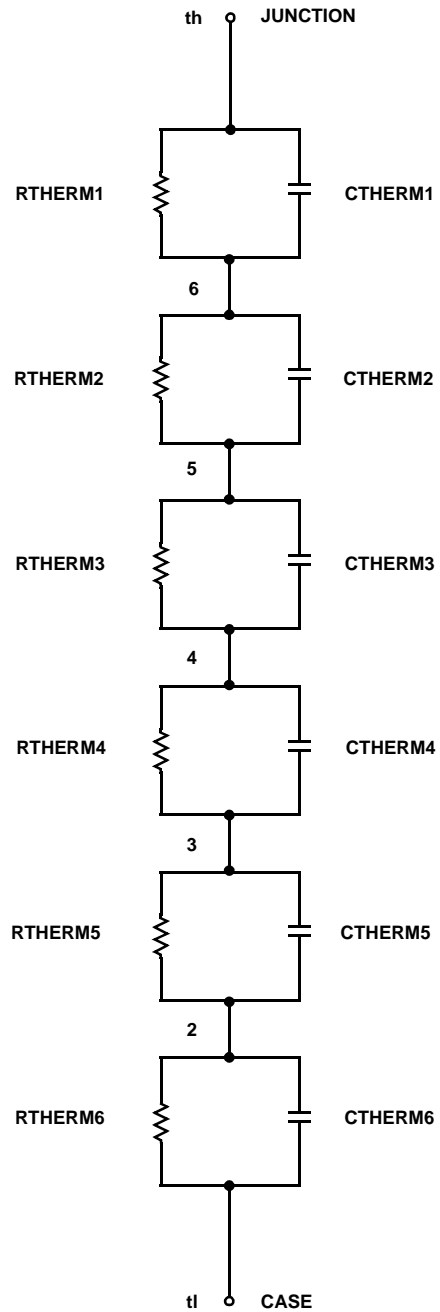 th JUNCTION
RTHERM1 CTHERM1
6
RTHERM2 CTHERM2
5
RTHERM3 CTHERM3
4
RTHERM4 CTHERM4
3
RTHERM5 CTHERM5
2
RTHERM6 CTHERM6
tl CASE